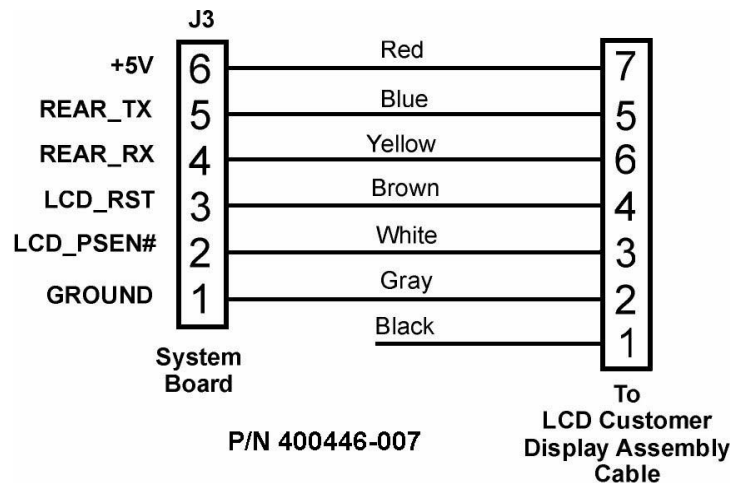 J3
+5V 6 Red 7
REAR_TX 5 Blue 5
REAR_RX 4 Yellow 6
LCD_RST 3 Brown 4
LCD_PSEN# 2 White 3
GROUND 1 Gray 2
Black 1
System
Board
To
LCD Customer
Display Assembly
Cable
P/N 400446-007